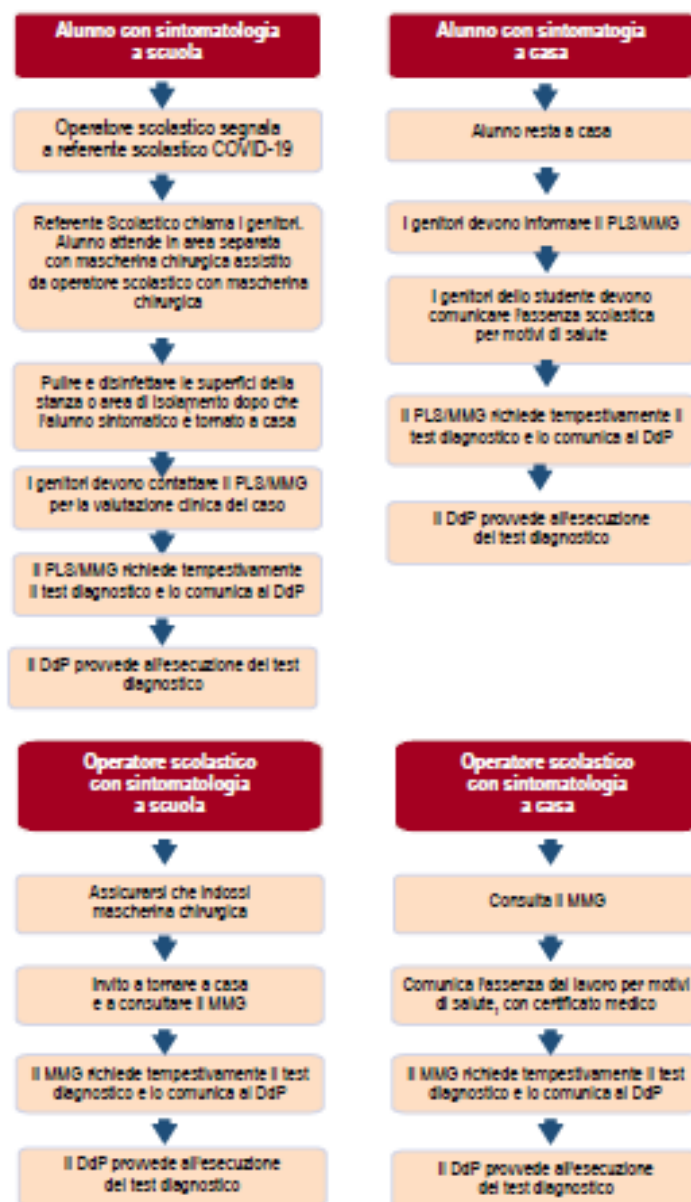 Alunno con sintomatologia
a scuola
Operatore scolastico segnala
a referente scolastico COVID-19
Referente Scolastico chiama i genitori.
Alunno attende in area separata
con mascherina chirurgica assistito
da operatore scolastico con mascherina
chirurgica
Pulire e disinfettare le superfici della
stanza o area di isolamento dopo che
l'alunno sintomatico è tornato a casa
I genitori devono contattare il PLS/MMG
per la valutazione clinica del caso
Il PLS/MMG richiede tempestivamente
il test diagnostico e lo comunica al DdP
Il DdP provvede all'esecuzione del test
diagnostico
Alunno con sintomatogia
a casa
Alunno resta a casa
I genitori devono informare il PLS/MMG
I genitori dello studente devono
comunicare l'assenza scolastica
per motivi di salute
Il PLS/MMG richiede tempestivamente il
test diagnostico e lo comunica al DdP
Il DdP provvede all'esecuzione
del test diagnostico
Operatore scolastico
con sintomatologia
a scuola
Assicurarsi che indossi
mascherina chirurgica
Invito a tornare a casa
e a consultare il MMG
Il MMG richiede tempestivamente il test
diagnostico e lo comunica al DdP
Il DdP provvede all'esecuzione
del test diagnostico
Operatore scolastico
con sintomatologia
a casa
Consulta il MMG
Comunica l'assenza dal lavoro per motivi
di salute, con certificato medico
Il MMG richiede tempestivamente il test
diagnostico e lo comunica al DdP
Il DdP provvede all'esecuzione
del test diagnostico